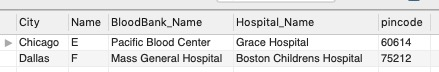 City Name BloodBank_Name Hospital_Name pincode
Chicago E Pacific Blood Center Grace Hospital 60614
Dallas F Mass General Hospital Boston Childrens Hospital 75212